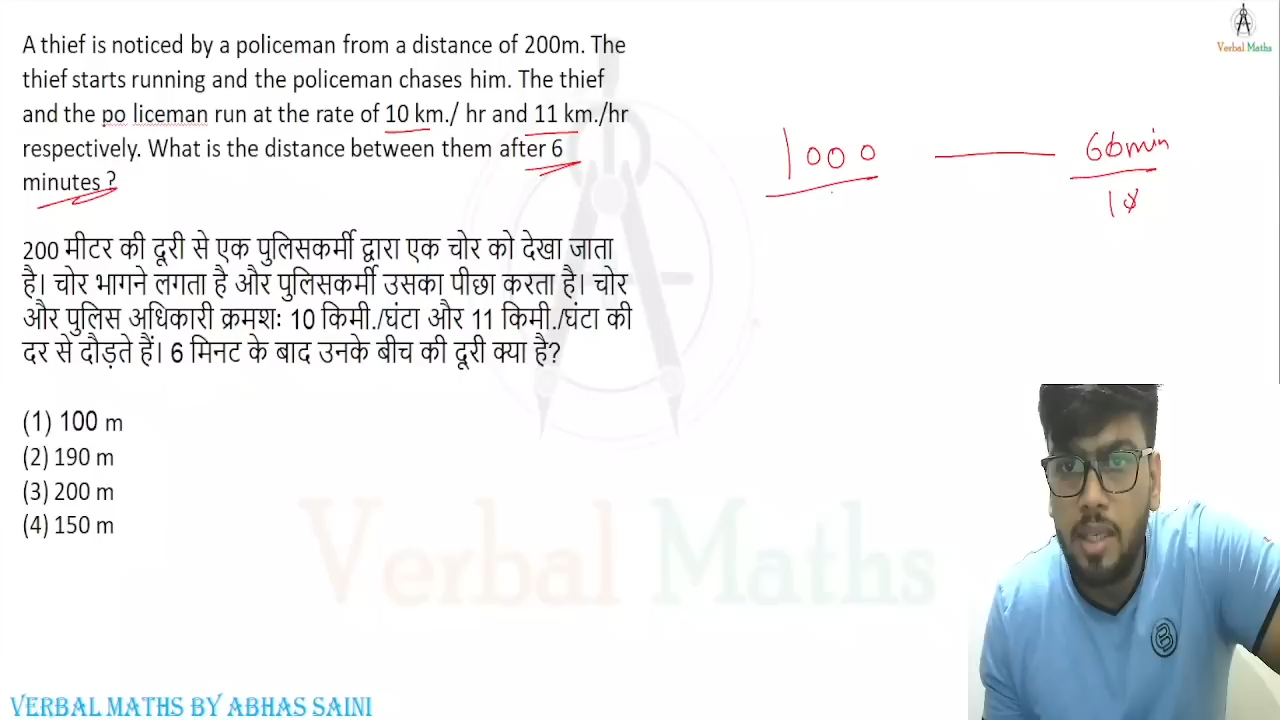 A thief is noticed by a policeman from a distance of 200m. The
thief starts running and the policeman chases him. The thief
and the po liceman run at the rate of 10 km./ hr and 11 km./hr
respectively. What is the distance between them after 6
minutes ?
200 मीटर की दूरी से एक पुलिसकर्मी द्वारा एक चोर को देखा जाता
है। चोर भागने लगता है और पुलिसकर्मी उसका पीछा करता है। चोर
और पुलिस अधिकारी क्रमशः 10 किमी./घंटा और 11 किमी./घंटा की
दर से दौड़ते हैं। 6 मिनट के बाद उनके बीच की दूरी क्या है?
(1) 100 m
(2) 190 m
(3) 200 m
(4) 150 m
1000 — 60min
10
Verbal Maths
Verbal Maths
VERBAL MATHS BY ABHAS SAINI